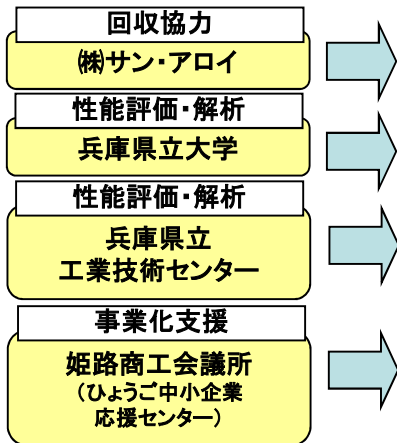 回収協力
㈱サン・アロイ
性能評価・解析
兵庫県立大学
性能評価・解析
兵庫県立
工業技術センター
事業化支援
姫路商工会議所
（ひょうご中小企業
応援センター）